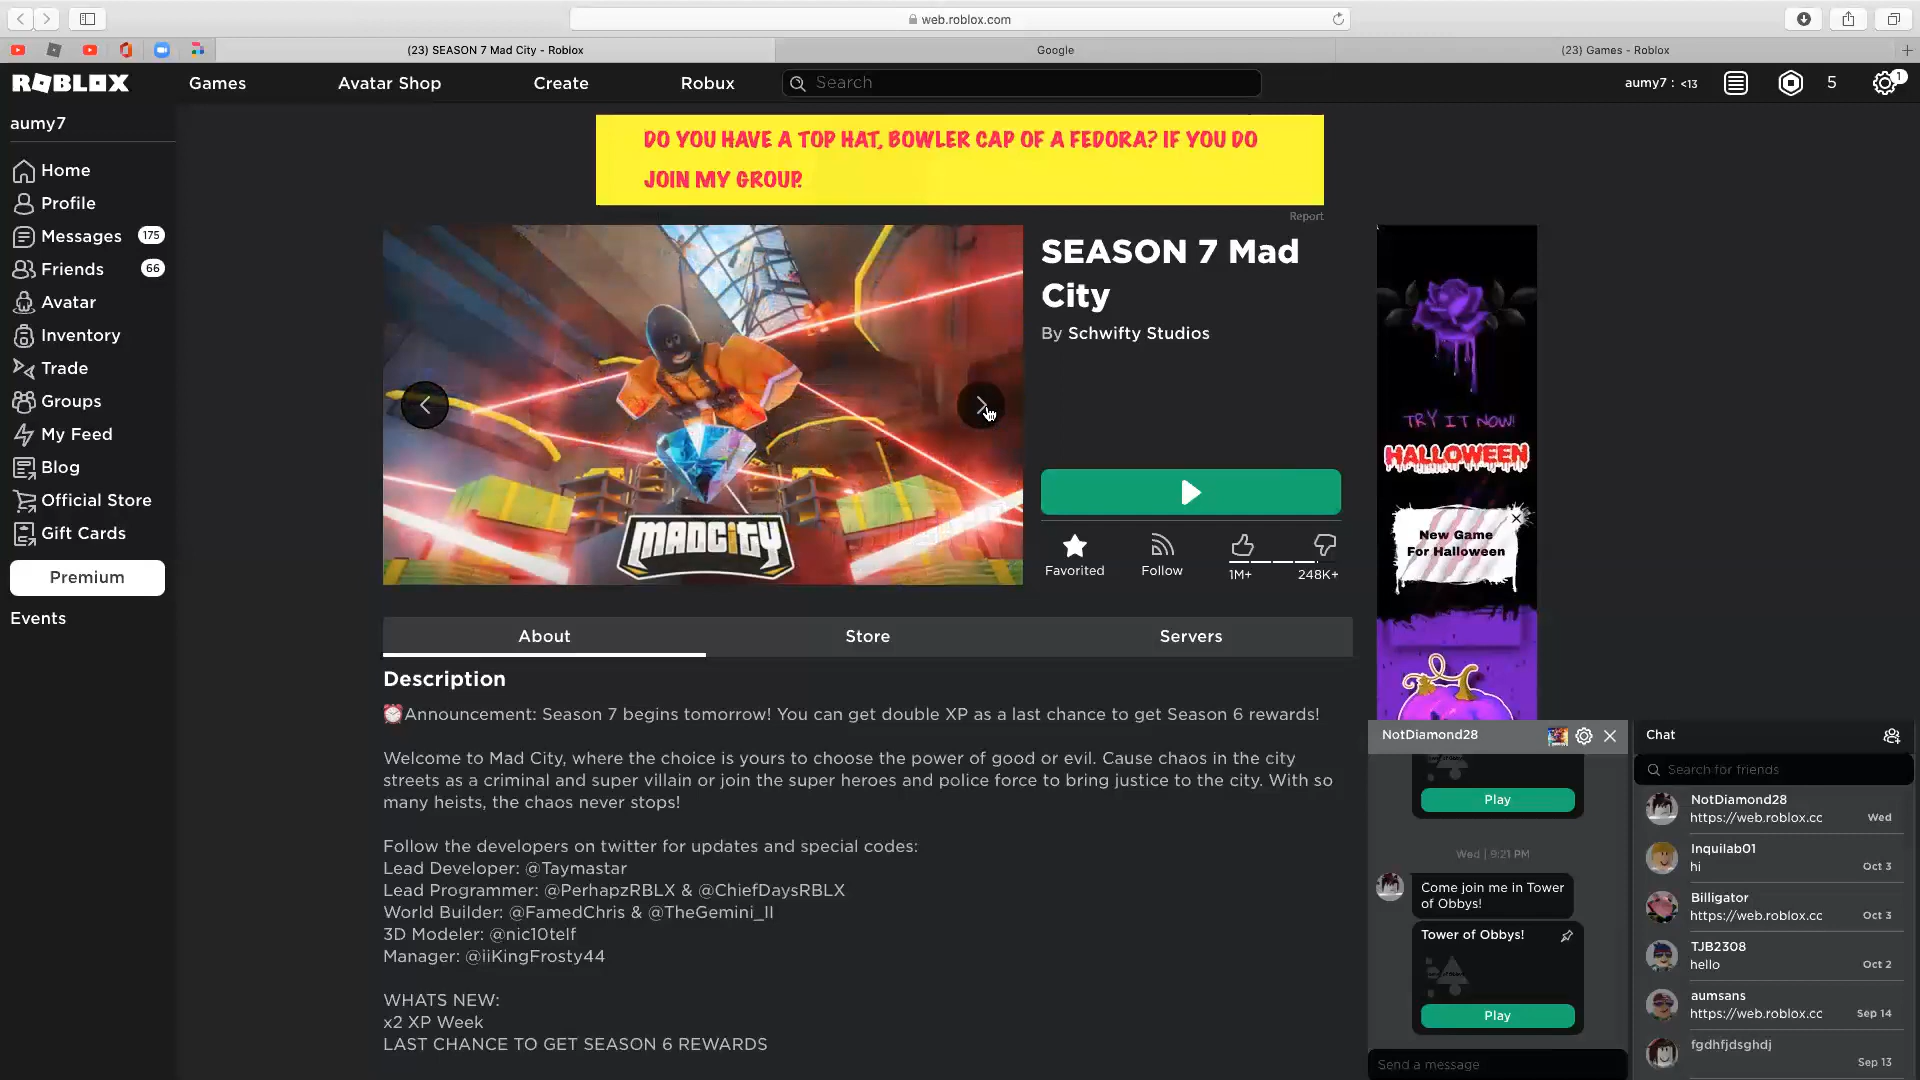 web.roblox.com
(23) SEASON 7 Mad City - Roblox
Google
(23) Games - Roblox
ROBLOX
Games
Avatar Shop
Create
Robux
Search
aumy7 : <13
5
1
aumy7
Home
Profile
Messages 175
Friends 66
Avatar
Inventory
Trade
Groups
My Feed
Blog
Official Store
Gift Cards
Premium
Events
DO YOU HAVE A TOP HAT, BOWLER CAP OF A FEDORA? IF YOU DO
JOIN MY GROUP.
Report
MADCITY
SEASON 7 Mad
City
By Schwifty Studios
Favorited
Follow
1M+
248K+
TRY IT NOW!
HALLOWEEN
New Game
For Halloween
About
Store
Servers
Description
⏰Announcement: Season 7 begins tomorrow! You can get double XP as a last chance to get Season 6 rewards!
Welcome to Mad City, where the choice is yours to choose the power of good or evil. Cause chaos in the city
streets as a criminal and super villain or join the super heroes and police force to bring justice to the city. With so
many heists, the chaos never stops!
Follow the developers on twitter for updates and special codes:
Lead Developer: @Taymastar
Lead Programmer: @PerhapzRBLX & @ChiefDaysRBLX
World Builder: @FamedChris & @TheGemini_II
3D Modeler: @nic10telf
Manager: @iiKingFrosty44
WHATS NEW:
x2 XP Week
LAST CHANCE TO GET SEASON 6 REWARDS
NotDiamond28
Play
Wed | 9:21 PM
Come join me in Tower
of Obbys!
Tower of Obbys!
Play
Send a message
Chat
Search for friends
NotDiamond28
https://web.roblox.cc Wed
Inquilab01
hi Oct 3
Billigator
https://web.roblox.cc Oct 3
TJB2308
hello Oct 2
aumsans
https://web.roblox.cc Sep 14
fgdhfjdsghdj
Sep 13